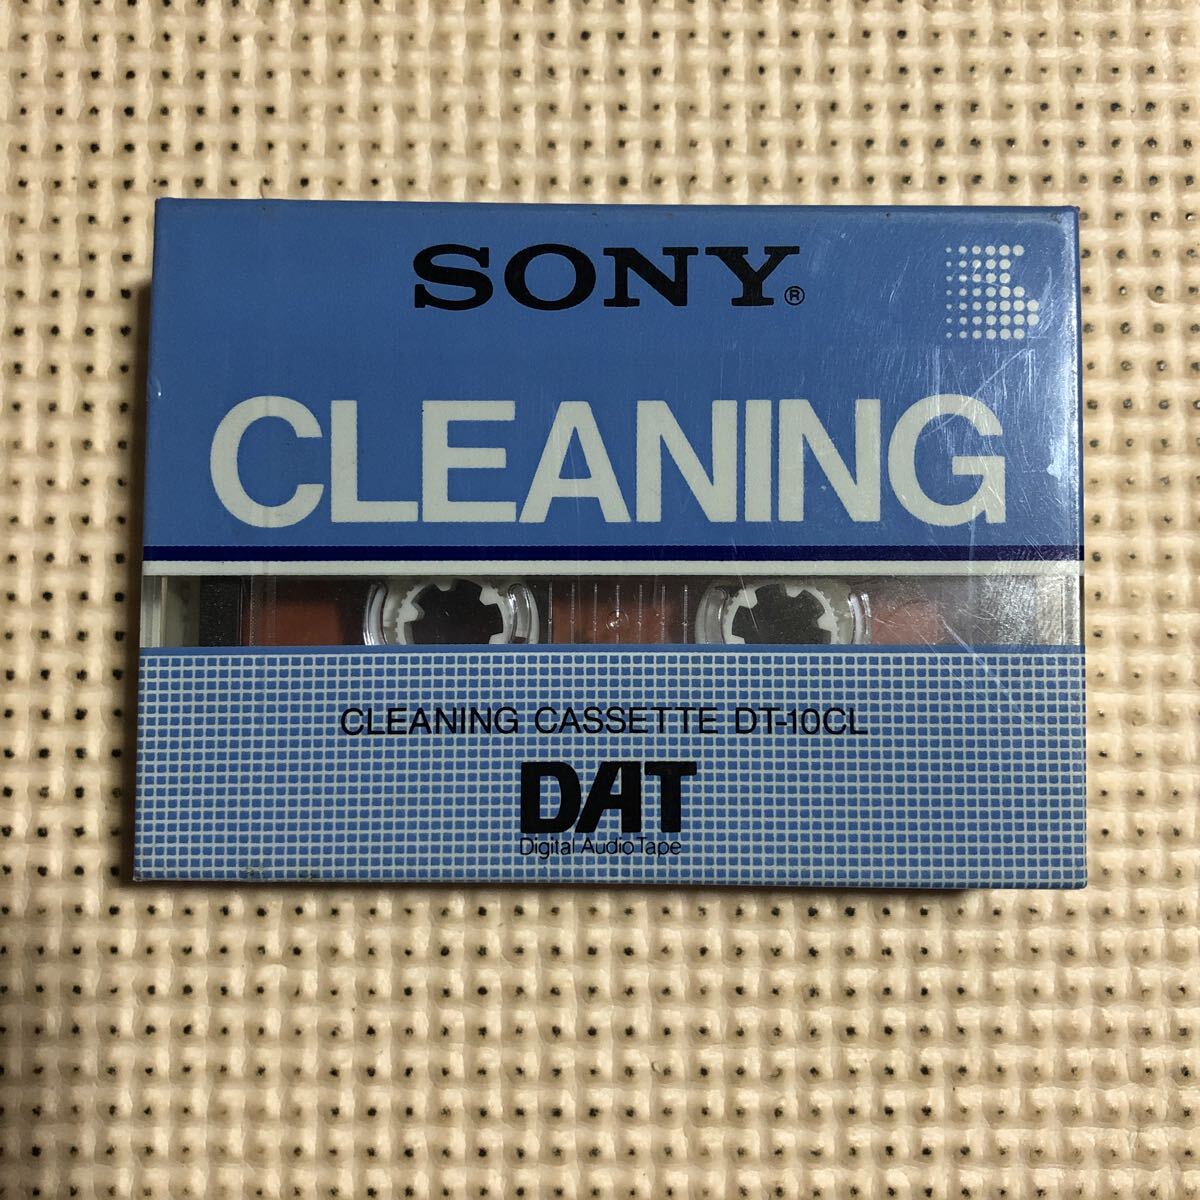 SONY®
CLEANING
CLEANING CASSETTE DT-10CL
DAT
Digital Audio Tape